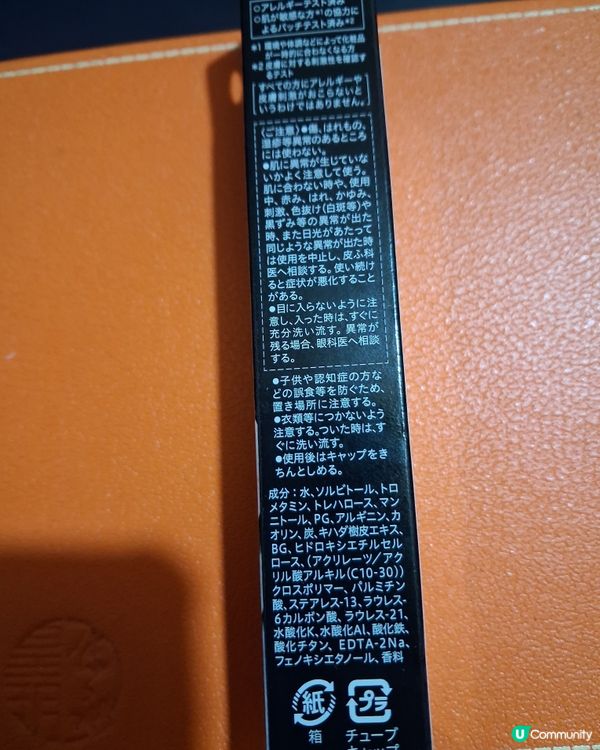 ○アレルギーテスト済み
○肌が敏感な方*1の協力に
よるパッチテスト済み*2
*1 環境や体調などによって化粧品
が一時的に合わなくなる方
*2 皮膚に対する刺激性を確認す
るテスト
すべての方にアレルギーや
皮膚刺激がおこらないと
いうわけではありません。
〈ご注意〉●傷、はれもの、
湿疹等異常のあるところ
には使わない。
●肌に異常が生じていな
いかよく注意して使う。
肌に合わない時や、使用
中、赤み、はれ、かゆみ、
刺激、色抜け(白斑等)や
黒ずみ等の異常が出た
時、また日光があたって
同じような異常が出た時
は使用を中止し、皮ふ科
医へ相談する。使い続け
ると症状が悪化すること
がある。
●目に入らないように注
意し、入った時は、すぐに
充分洗い流す。異常が
残る場合、眼科医へ相談
する。
●子供や認知症の方な
どの誤食等を防ぐため、
置き場所に注意する。
●衣類等につかないよう
注意する。ついた時は、す
ぐに洗い流す。
●使用後はキャップをき
ちんとしめる。
成分：水、ソルビトール、トロ
メタミン、トレハロース、マン
ニトール、PG、アルギニン、カ
オリン、炭、キハダ樹皮エキス、
BG、ヒドロキシエチルセル
ロース、(アクリレーツ/アク
リル酸アルキル(C10-30))
クロスポリマー、パルミチン
酸、ステアレス-13、ラウレス-
6カルボン酸、ラウレス-21、
水酸化K、水酸化Al、酸化鉄、
酸化チタン、EDTA-2Na、
フェノキシエタノール、香料
紙 プラ
箱 チューブ
U Community